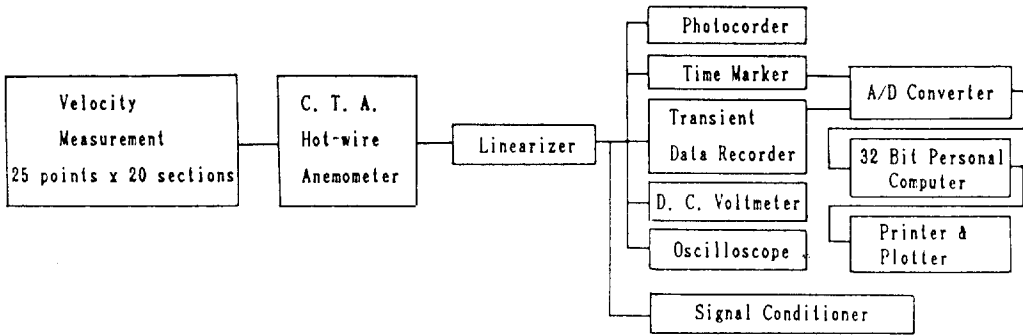 Velocity
Measurement
25 points x 20 sections
C. T. A.
Hot-wire
Anemometer
Linearizer
Photocorder
Time Marker
Transient
Data Recorder
D. C. Voltmeter
Oscilloscope
Signal Conditioner
A/D Converter
32 Bit Personal
Computer
Printer &
Plotter